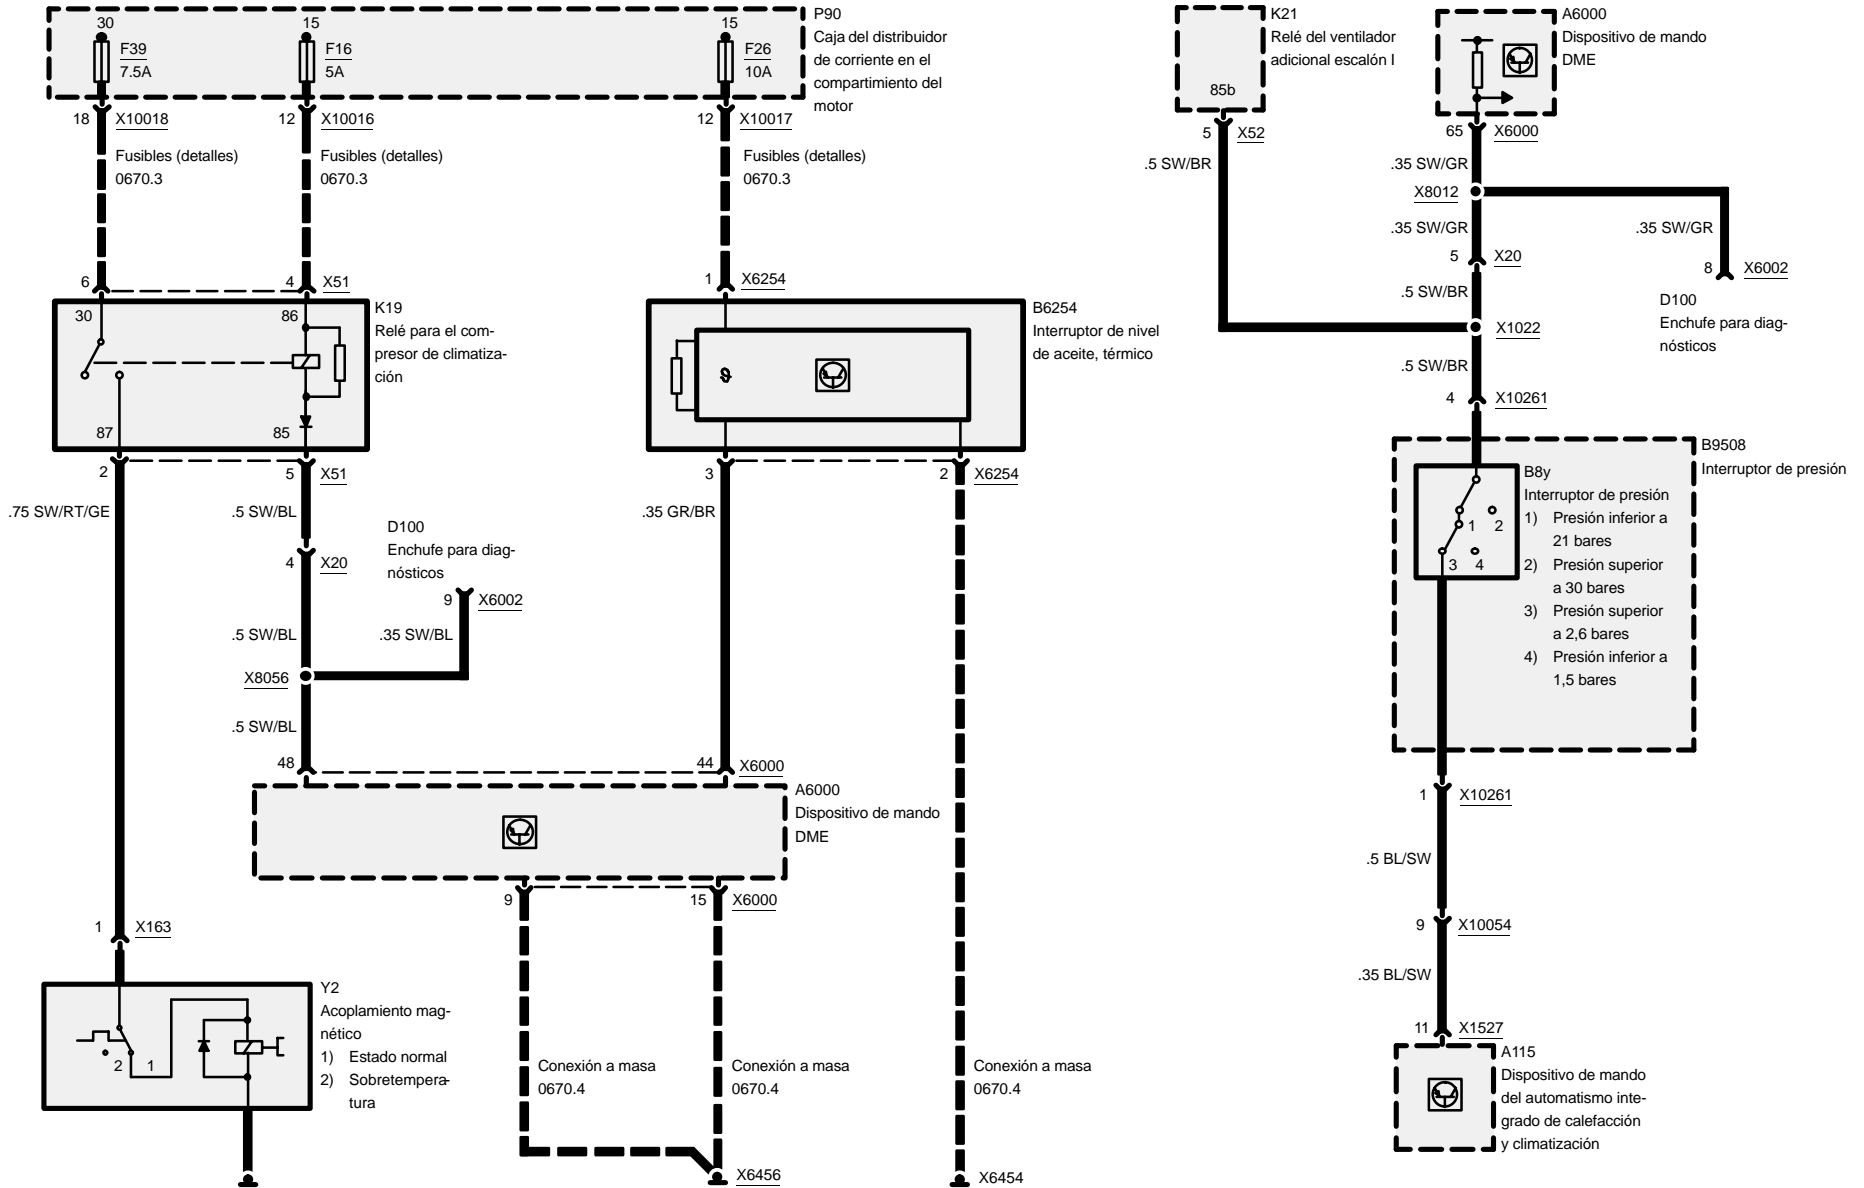 30
15
15
F39
7.5A
F16
5A
F26
10A
P90
Caja del distribuidor
de corriente en el
compartimiento del
motor
18
X10018
12
X10016
12
X10017
Fusibles (detalles)
0670.3
Fusibles (detalles)
0670.3
Fusibles (detalles)
0670.3
6
4
X51
1
X6254
30
86
87
85
K19
Relé para el com-
presor de climatiza-
ción
B6254
Interruptor de nivel
de aceite, térmico
ϑ
2
5
X51
3
2
X6254
.75 SW/RT/GE
.5 SW/BL
.35 GR/BR
D100
Enchufe para diag-
nósticos
4
X20
9
X6002
.5 SW/BL
.35 SW/BL
X8056
.5 SW/BL
48
44
X6000
A6000
Dispositivo de mando
DME
9
15
X6000
1
X163
Y2
Acoplamiento mag-
nético
1) Estado normal
2) Sobretempera-
tura
2
1
Conexión a masa
0670.4
Conexión a masa
0670.4
Conexión a masa
0670.4
X6456
X6454
K21
Relé del ventilador
adicional escalón I
85b
5
X52
.5 SW/BR
A6000
Dispositivo de mando
DME
65
X6000
.35 SW/GR
X8012
.35 SW/GR
.35 SW/GR
5
X20
8
X6002
.5 SW/BR
D100
Enchufe para diag-
nósticos
X1022
.5 SW/BR
4
X10261
B9508
Interruptor de presión
B8y
Interruptor de presión
1) Presión inferior a
21 bares
2) Presión superior
a 30 bares
3) Presión superior
a 2,6 bares
4) Presión inferior a
1,5 bares
1
2
3
4
1
X10261
.5 BL/SW
9
X10054
.35 BL/SW
11
X1527
A115
Dispositivo de mando
del automatismo inte-
grado de calefacción
y climatización